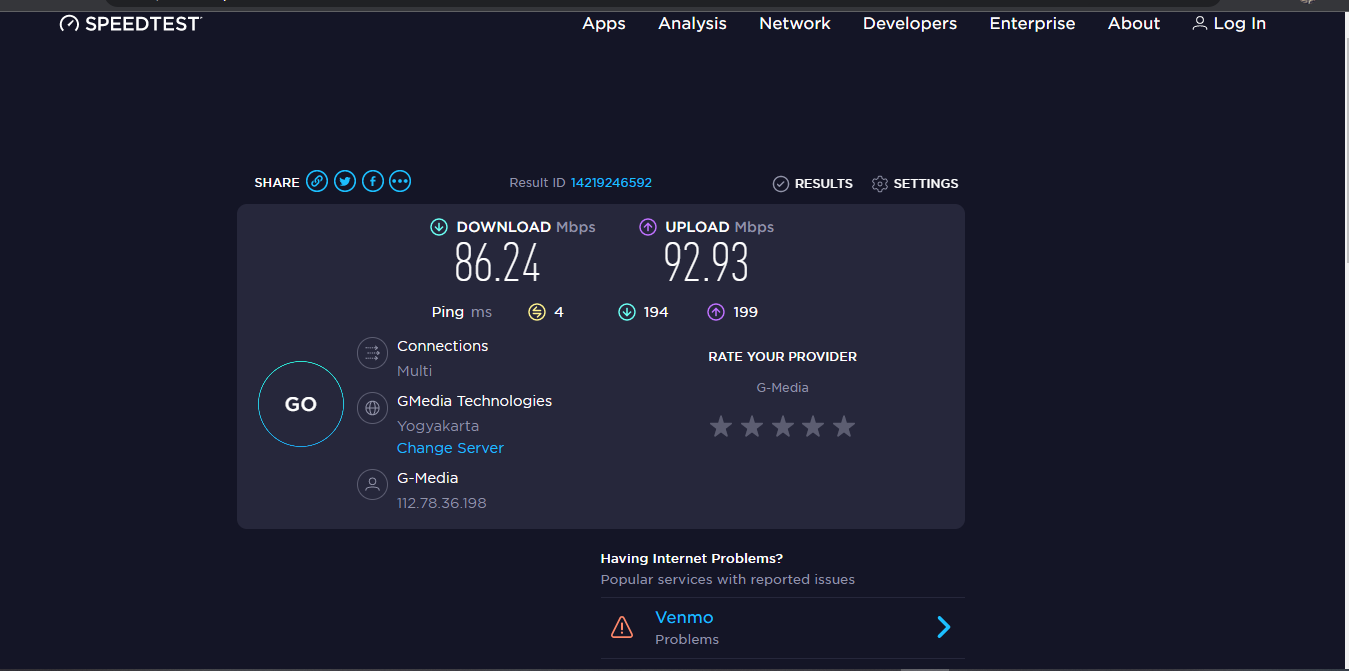 SPEEDTEST
Apps Analysis Network Developers Enterprise About Log In
SHARE
Result ID 14219246592
RESULTS SETTINGS
DOWNLOAD Mbps
86.24
UPLOAD Mbps
92.93
Ping ms 4 194 199
GO
Connections
Multi
GMedia Technologies
Yogyakarta
Change Server
G-Media
112.78.36.198
RATE YOUR PROVIDER
G-Media
Having Internet Problems?
Popular services with reported issues
Venmo
Problems